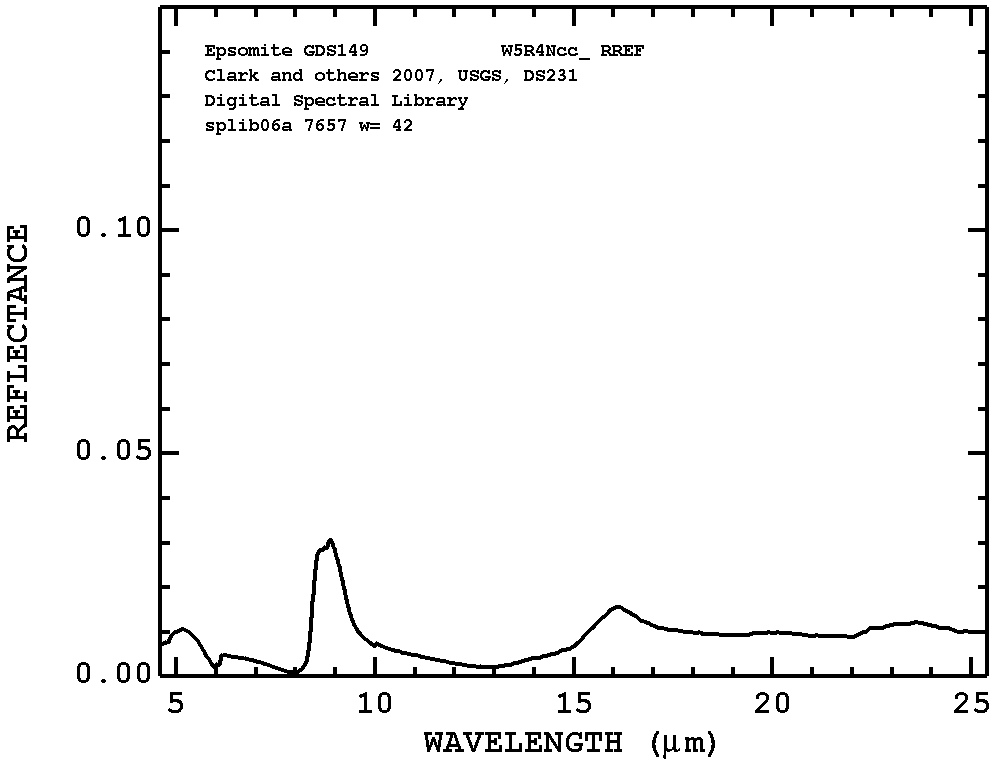 Epsomite GDS149 W5R4Ncc_ RREF
Clark and others 2007, USGS, DS231
Digital Spectral Library
splib06a 7657 w= 42
REFLECTANCE
0.10
0.05
0.00
5 10 15 20 25
WAVELENGTH (μm)